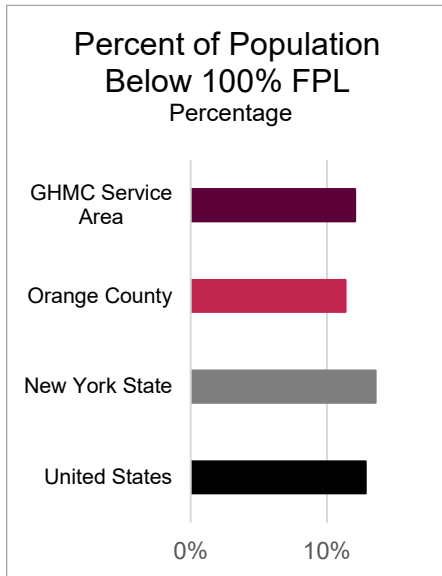 Percent of Population
Below 100% FPL
Percentage
GHMC Service
Area
Orange County
New York State
United States
0%
10%